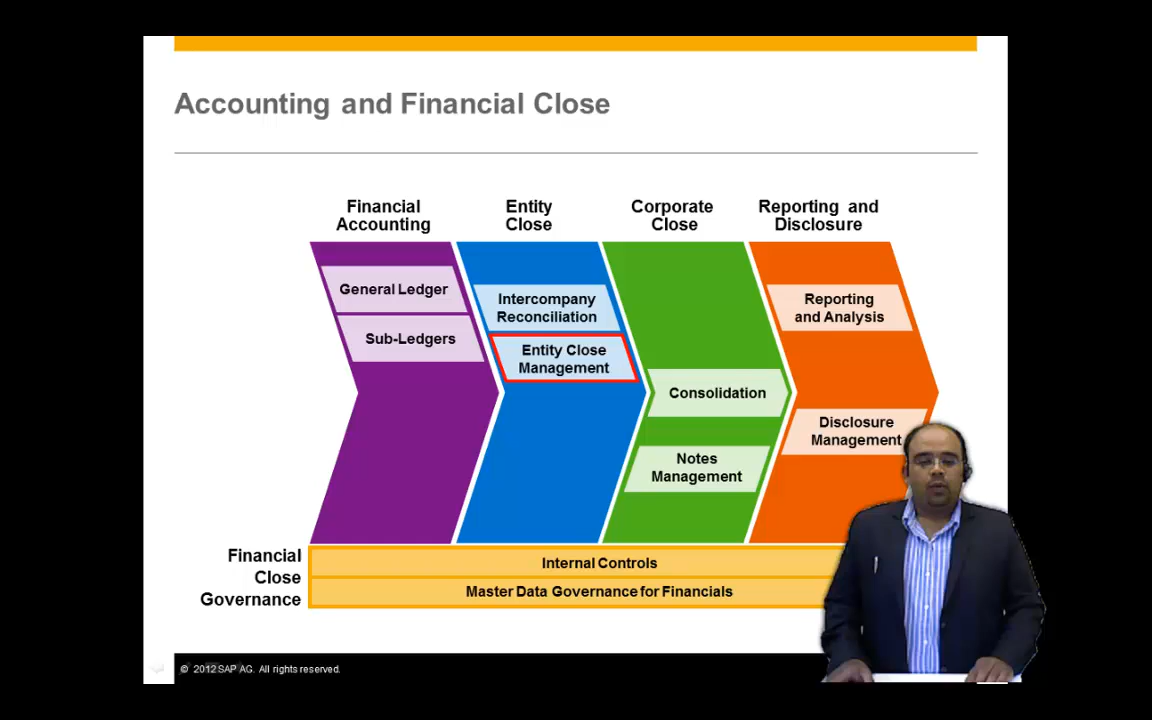 Accounting and Financial Close
Financial
Accounting
Entity
Close
Corporate
Close
Reporting and
Disclosure
General Ledger
Sub-Ledgers
Intercompany
Reconciliation
Entity Close
Management
Consolidation
Notes
Management
Reporting
and Analysis
Disclosure
Management
Financial
Close
Governance
Internal Controls
Master Data Governance for Financials
© 2012 SAP AG. All rights reserved.